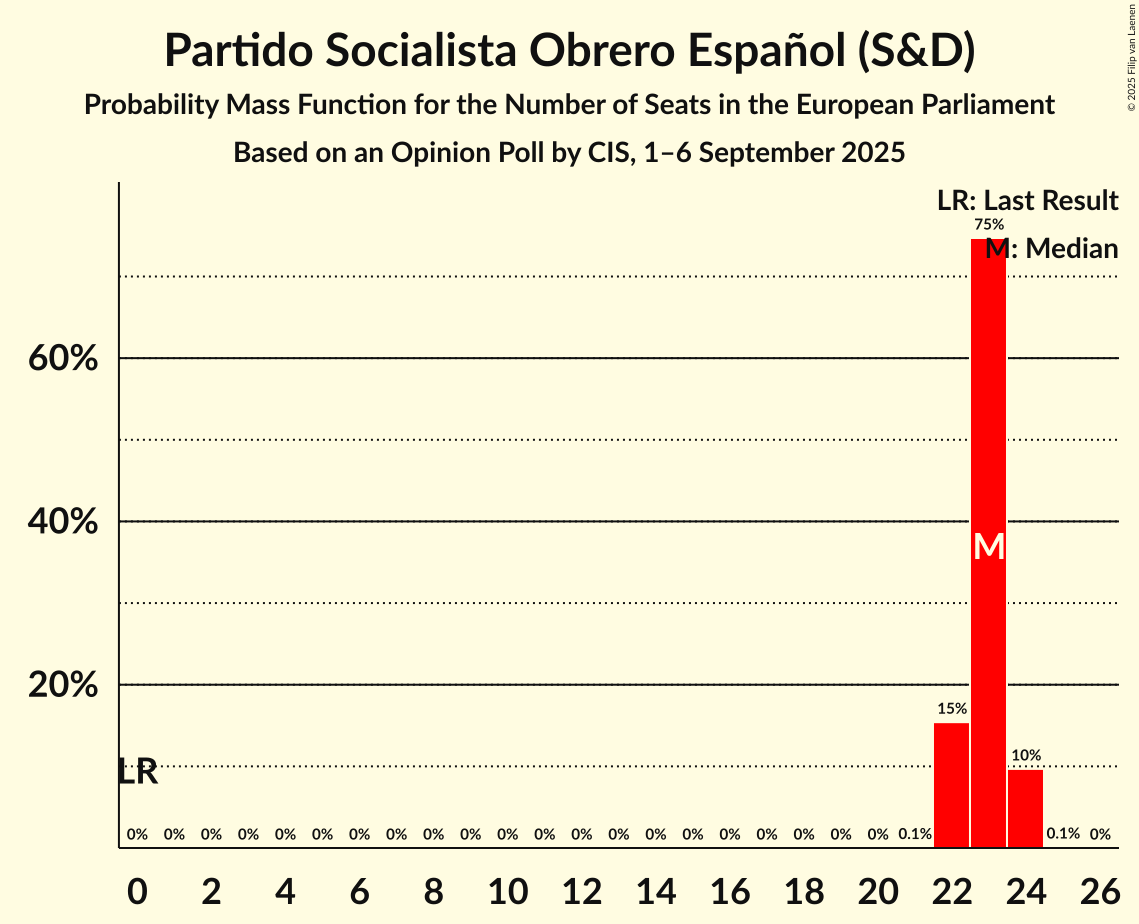 Partido Socialista Obrero Español (S&D)
Probability Mass Function for the Number of Seats in the European Parliament
Based on an Opinion Poll by CIS, 1–6 September 2025
© 2025 Filip van Laenen
LR: Last Result
75%
M: Median
60%
40%
M
20%
15%
10%
LR
0% 0% 0% 0% 0% 0% 0% 0% 0% 0% 0% 0% 0% 0% 0% 0% 0% 0% 0% 0% 0% 0.1% 0.1% 0%
0 2 4 6 8 10 12 14 16 18 20 22 24 26